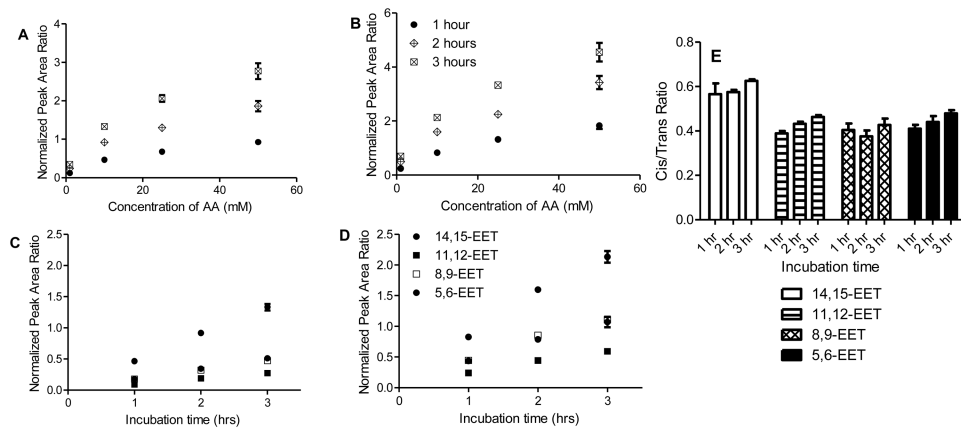 A
Normalized Peak Area Ratio
4
3
2
1
0
0 20 40 60
Concentration of AA (mM)
B
1 hour
2 hours
3 hours
Normalized Peak Area Ratio
6
4
2
0
0 20 40 60
Concentration of AA (mM)
E
Cis/Trans Ratio
0.8
0.6
0.4
0.2
0.0
1 hr 2 hr 3 hr 1 hr 2 hr 3 hr 1 hr 2 hr 3 hr 1 hr 2 hr 3 hr
Incubation time
14,15-EET
11,12-EET
8,9-EET
5,6-EET
C
Normalized Peak Area Ratio
2.5
2.0
1.5
1.0
0.5
0.0
0 1 2 3
Incubation time (hrs)
D
14,15-EET
11,12-EET
8,9-EET
5,6-EET
Normalized Peak Area Ratio
2.5
2.0
1.5
1.0
0.5
0.0
0 1 2 3
Incubation time (hrs)